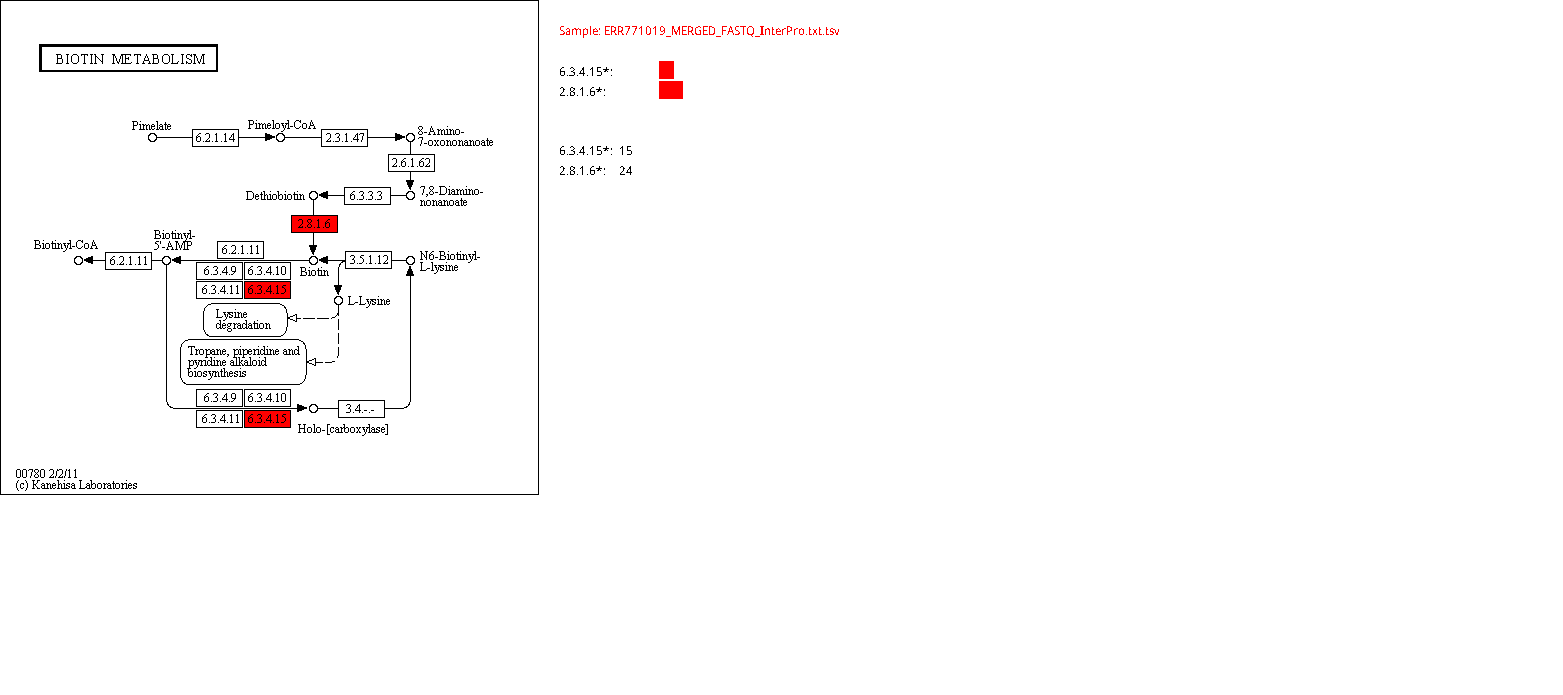 BIOTIN METABOLISM
Pimelate
6.2.1.14
Pimeloyl-CoA
2.3.1.47
8-Amino-
7-oxononanoate
2.6.1.62
Dethiobiotin
6.3.3.3
7,8-Diamino-
nonanoate
2.8.1.6
Biotinyl-CoA
6.2.1.11
Biotinyl-
5'-AMP
6.2.1.11
Biotin
3.5.1.12
N6-Biotinyl-
L-lysine
6.3.4.9
6.3.4.10
6.3.4.11
6.3.4.15
L-Lysine
Lysine
degradation
Tropane, piperidine and
pyridine alkaloid
biosynthesis
6.3.4.9
6.3.4.10
6.3.4.11
6.3.4.15
3.4.-.-
Holo-[carboxylase]
00780 2/2/11
(c) Kanehisa Laboratories
Sample: ERR771019_MERGED_FASTQ_InterPro.txt.tsv
6.3.4.15*:
2.8.1.6*:
6.3.4.15*: 15
2.8.1.6*: 24